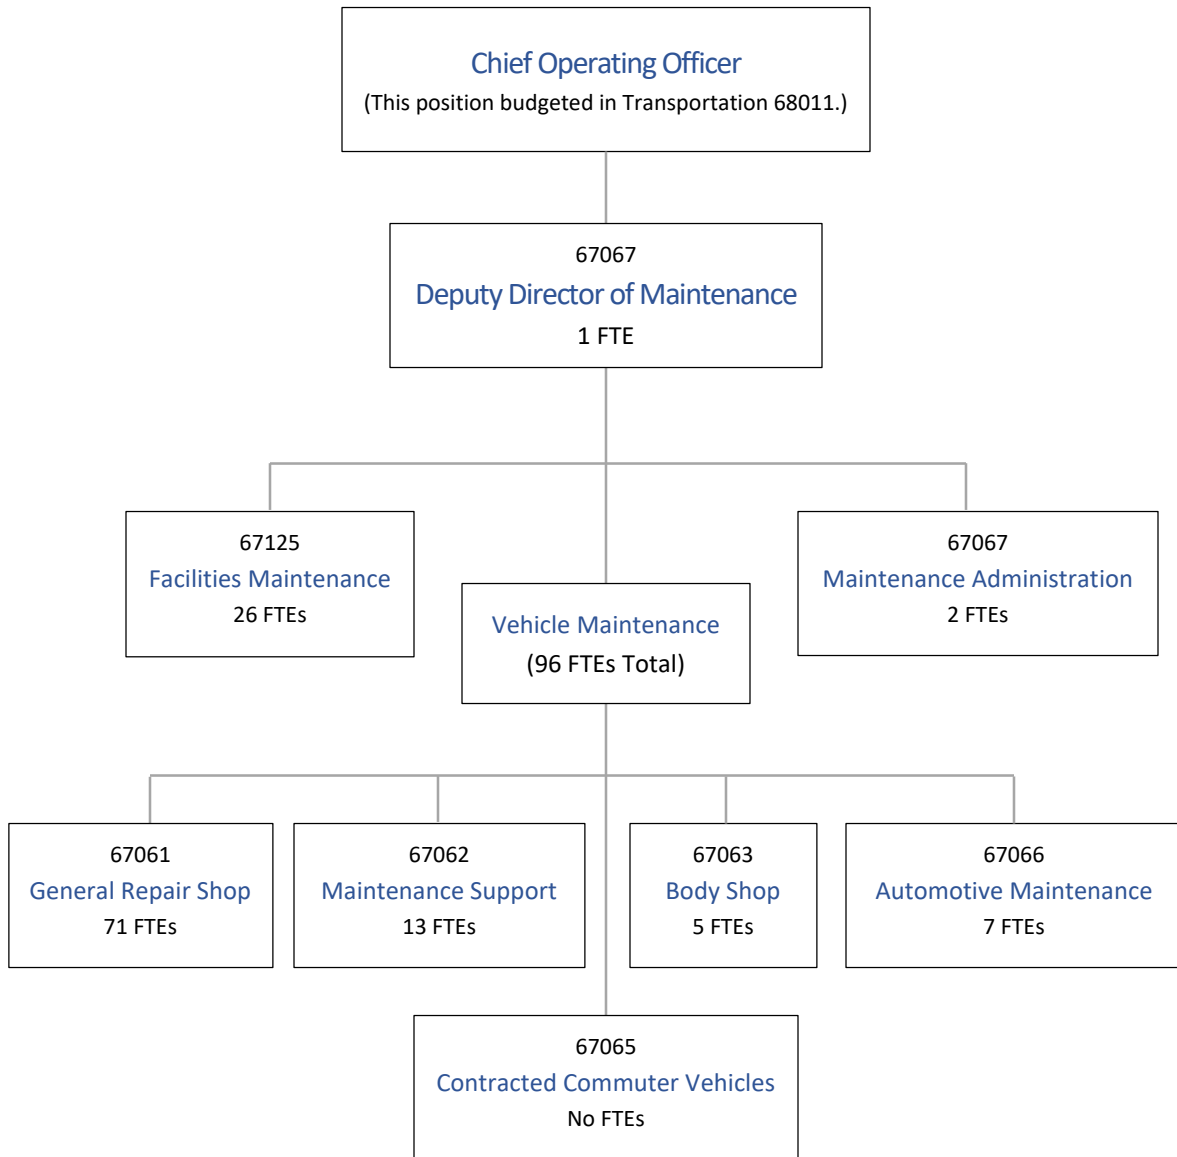 Chief Operating Officer
(This position budgeted in Transportation 68011.)
67067
Deputy Director of Maintenance
1 FTE
67125
Facilities Maintenance
26 FTEs
67067
Maintenance Administration
2 FTEs
Vehicle Maintenance
(96 FTEs Total)
67061
General Repair Shop
71 FTEs
67062
Maintenance Support
13 FTEs
67063
Body Shop
5 FTEs
67066
Automotive Maintenance
7 FTEs
67065
Contracted Commuter Vehicles
No FTEs